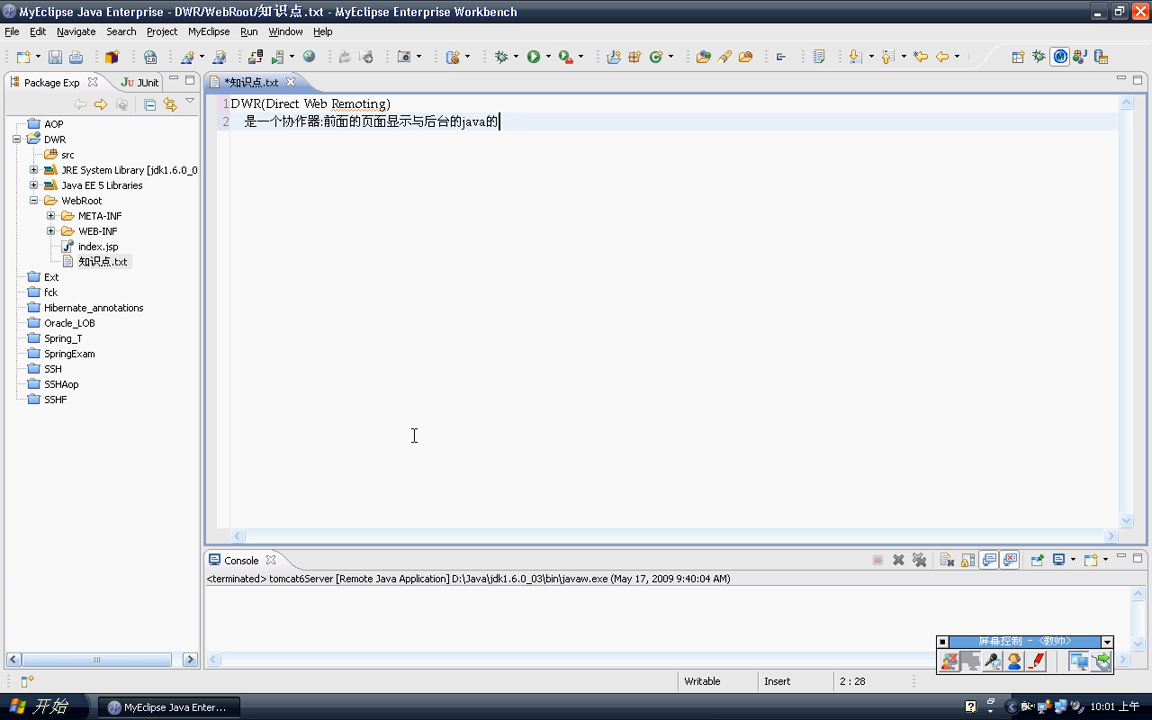 MyEclipse Java Enterprise - DWR/WebRoot/知识点.txt - MyEclipse Enterprise Workbench
File Edit Navigate Search Project MyEclipse Run Window Help
Package Exp JUnit
*知识点.txt
1 DWR(Direct Web Remoting)
2 是一个协作器:前面的页面显示与后台的java的
AOP
DWR
src
JRE System Library [jdk1.6.0_0
Java EE 5 Libraries
WebRoot
META-INF
WEB-INF
index.jsp
知识点.txt
Ext
fck
Hibernate_annotations
Oracle_LOB
Spring_T
SpringExam
SSH
SSHAop
SSHF
Console
<terminated> tomcat6Server [Remote Java Application] D:\Java\jdk1.6.0_03\bin\javaw.exe (May 17, 2009 9:40:04 AM)
屏幕控制 - <教帅>
Writable Insert 2 : 28
开始 MyEclipse Java Enter... 10:01 上午